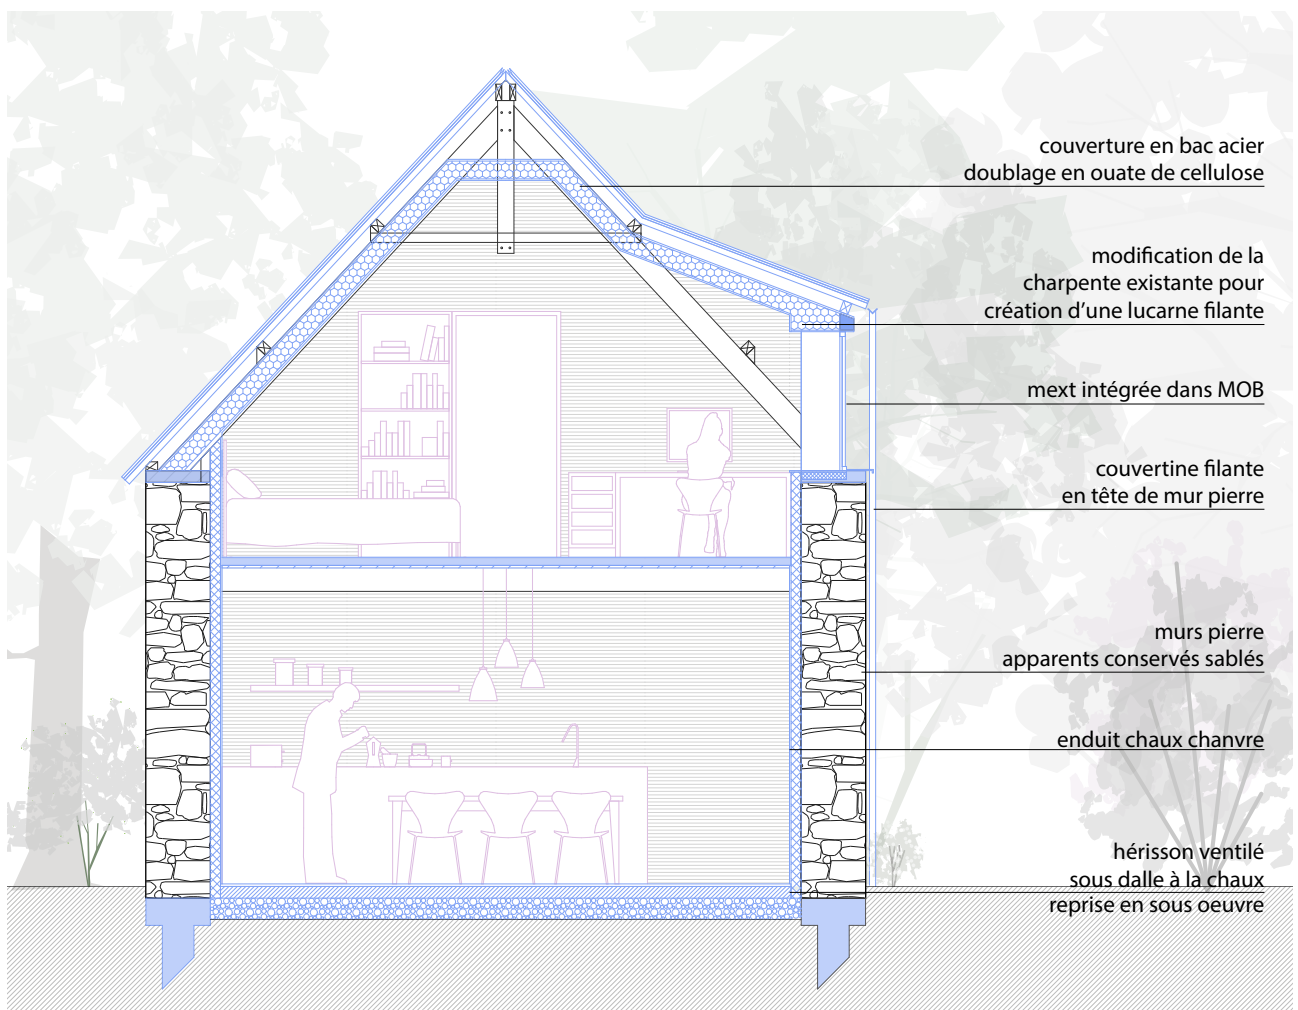 couverture en bac acier
doublage en ouate de cellulose
modification de la
charpente existante pour
création d’une lucarne filante
mext intégrée dans MOB
couvertine filante
en tête de mur pierre
murs pierre
apparents conservés sablés
enduit chaux chanvre
hérisson ventilé
sous dalle à la chaux
reprise en sous oeuvre